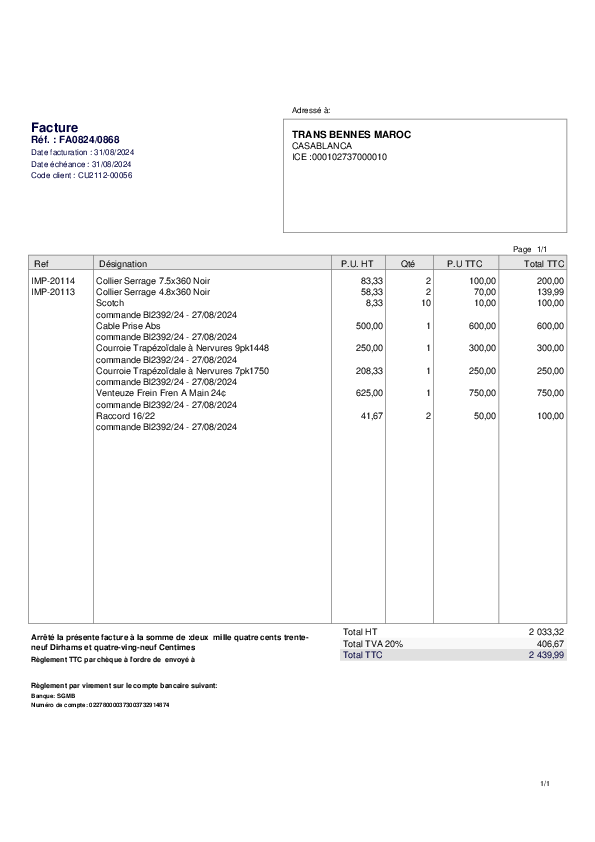 Adressé à:
Facture
Réf. : FA0824/0868
Date facturation : 31/08/2024
Date échéance : 31/08/2024
Code client : CU2112-00056
TRANS BENNES MAROC
CASABLANCA
ICE :000102737000010
Page 1/1
Ref Désignation P.U. HT Qté P.U TTC Total TTC
IMP-20114 Collier Serrage 7.5x360 Noir 83,33 2 100,00 200,00
IMP-20113 Collier Serrage 4.8x360 Noir 58,33 2 70,00 139,99
Scotch 8,33 10 10,00 100,00
commande Bl2392/24 - 27/08/2024
Cable Prise Abs 500,00 1 600,00 600,00
commande Bl2392/24 - 27/08/2024
Courroie Trapézoïdale à Nervures 9pk1448 250,00 1 300,00 300,00
commande Bl2392/24 - 27/08/2024
Courroie Trapézoïdale à Nervures 7pk1750 208,33 1 250,00 250,00
commande Bl2392/24 - 27/08/2024
Venteuze Frein Fren A Main 24¢ 625,00 1 750,00 750,00
commande Bl2392/24 - 27/08/2024
Raccord 16/22 41,67 2 50,00 100,00
commande Bl2392/24 - 27/08/2024
Total HT 2 033,32
Total TVA 20% 406,67
Total TTC 2 439,99
Arrêté la présente facture à la somme de :deux mille quatre cents trente-
neuf Dirhams et quatre-ving-neuf Centimes
Règlement TTC par chèque à l'ordre de envoyé à
Règlement par virement sur le compte bancaire suivant:
Banque: SGMB
Numéro de compte: 022780000373003732914874
1/1